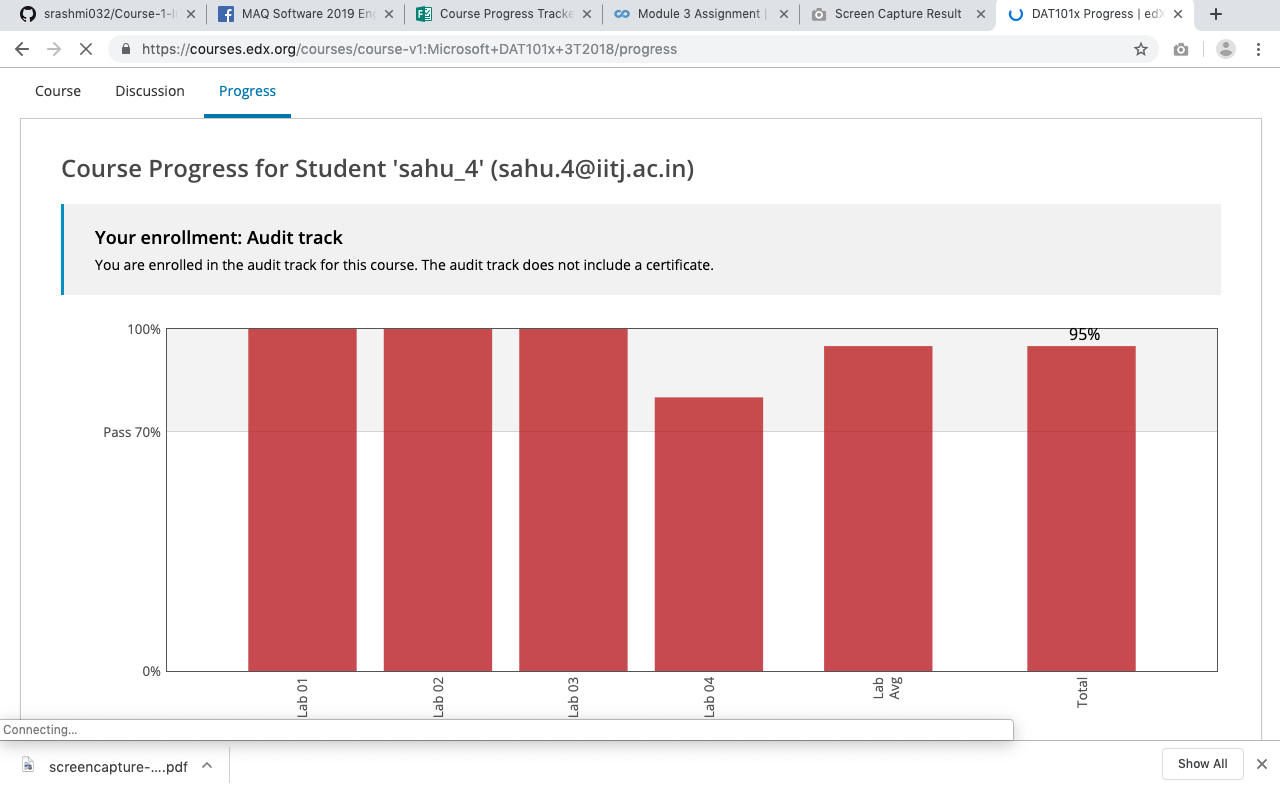 srashmi032/Course-1-I
MAQ Software 2019 Eng
Course Progress Tracke
Module 3 Assignment |
Screen Capture Result
DAT101x Progress | edX
https://courses.edx.org/courses/course-v1:Microsoft+DAT101x+3T2018/progress
Course
Discussion
Progress
Course Progress for Student 'sahu_4' (sahu.4@iitj.ac.in)
Your enrollment: Audit track
You are enrolled in the audit track for this course. The audit track does not include a certificate.
100%
95%
Pass 70%
0%
Lab 01
Lab 02
Lab 03
Lab 04
Lab
Avg
Total
Connecting...
screencapture-....pdf
Show All